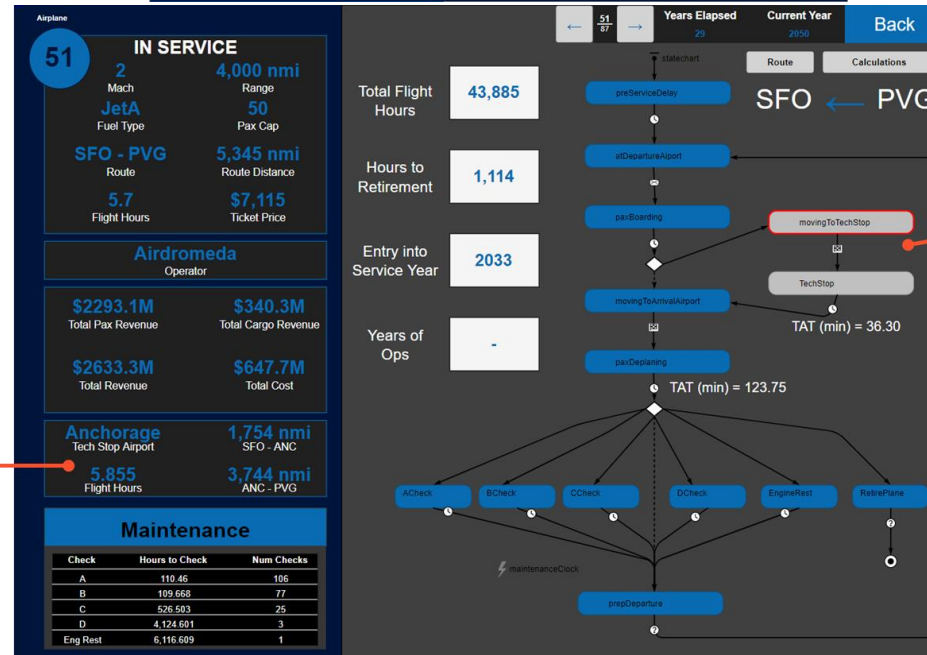 Airplane
51
IN SERVICE
2 4,000 nmi
Mach Range
JetA 50
Fuel Type Pax Cap
SFO - PVG 5,345 nmi
Route Route Distance
5.7 $7,115
Flight Hours Ticket Price
Airdromeda
Operator
$2293.1M $340.3M
Total Pax Revenue Total Cargo Revenue
$2633.3M $647.7M
Total Revenue Total Cost
Anchorage 1,754 nmi
Tech Stop Airport SFO - ANC
5.855 3,744 nmi
Flight Hours ANC - PVG
Maintenance
Check Hours to Check Num Checks
A 110.46 106
B 109.668 77
C 526.503 25
D 4,124.601 3
Eng Rest 6,116.609 1
← 51 → Years Elapsed Current Year Back
87 29 2050
Route Calculations
SFO ← PVG
Total Flight Hours 43,885
Hours to Retirement 1,114
Entry into Service Year 2033
Years of Ops -
statechart
preServiceDelay
atDepartureAiport
paxBoarding
movingToTechStop
TechStop
movingToArrivalAirport
TAT (min) = 36.30
paxDeplaning
TAT (min) = 123.75
ACheck BCheck CCheck DCheck EngineRest RetirePlane
maintenanceClock
prepDeparture